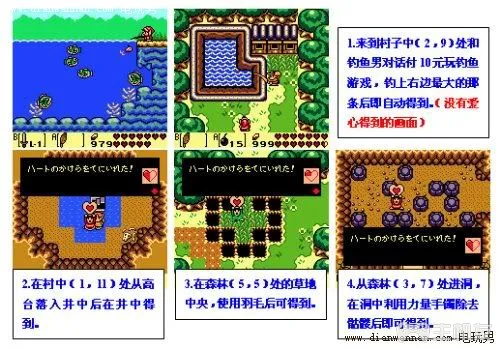 1.来到村子中(2,9)处和
钓鱼男对话付10元玩钓鱼
游戏,钓上右边最大的那
条后即自动得到。(没有爱
心得到的画面)
B
L-1
A
979
B
A
15
999
ハートのかけらをてにいれた!
ハートのかけらをてにいれた!
ハートのかけらをてにいれた!
2.在村中(1,11)处从高
台落入井中后在井中得
到。
3.在森林(5,5)处的草地
中央,使用羽毛后可得到。
4.从森林(3,7)处进洞,
在洞中利用力量手镯除去
骷髅后即可得到。
www.dianwannan.com 电玩男